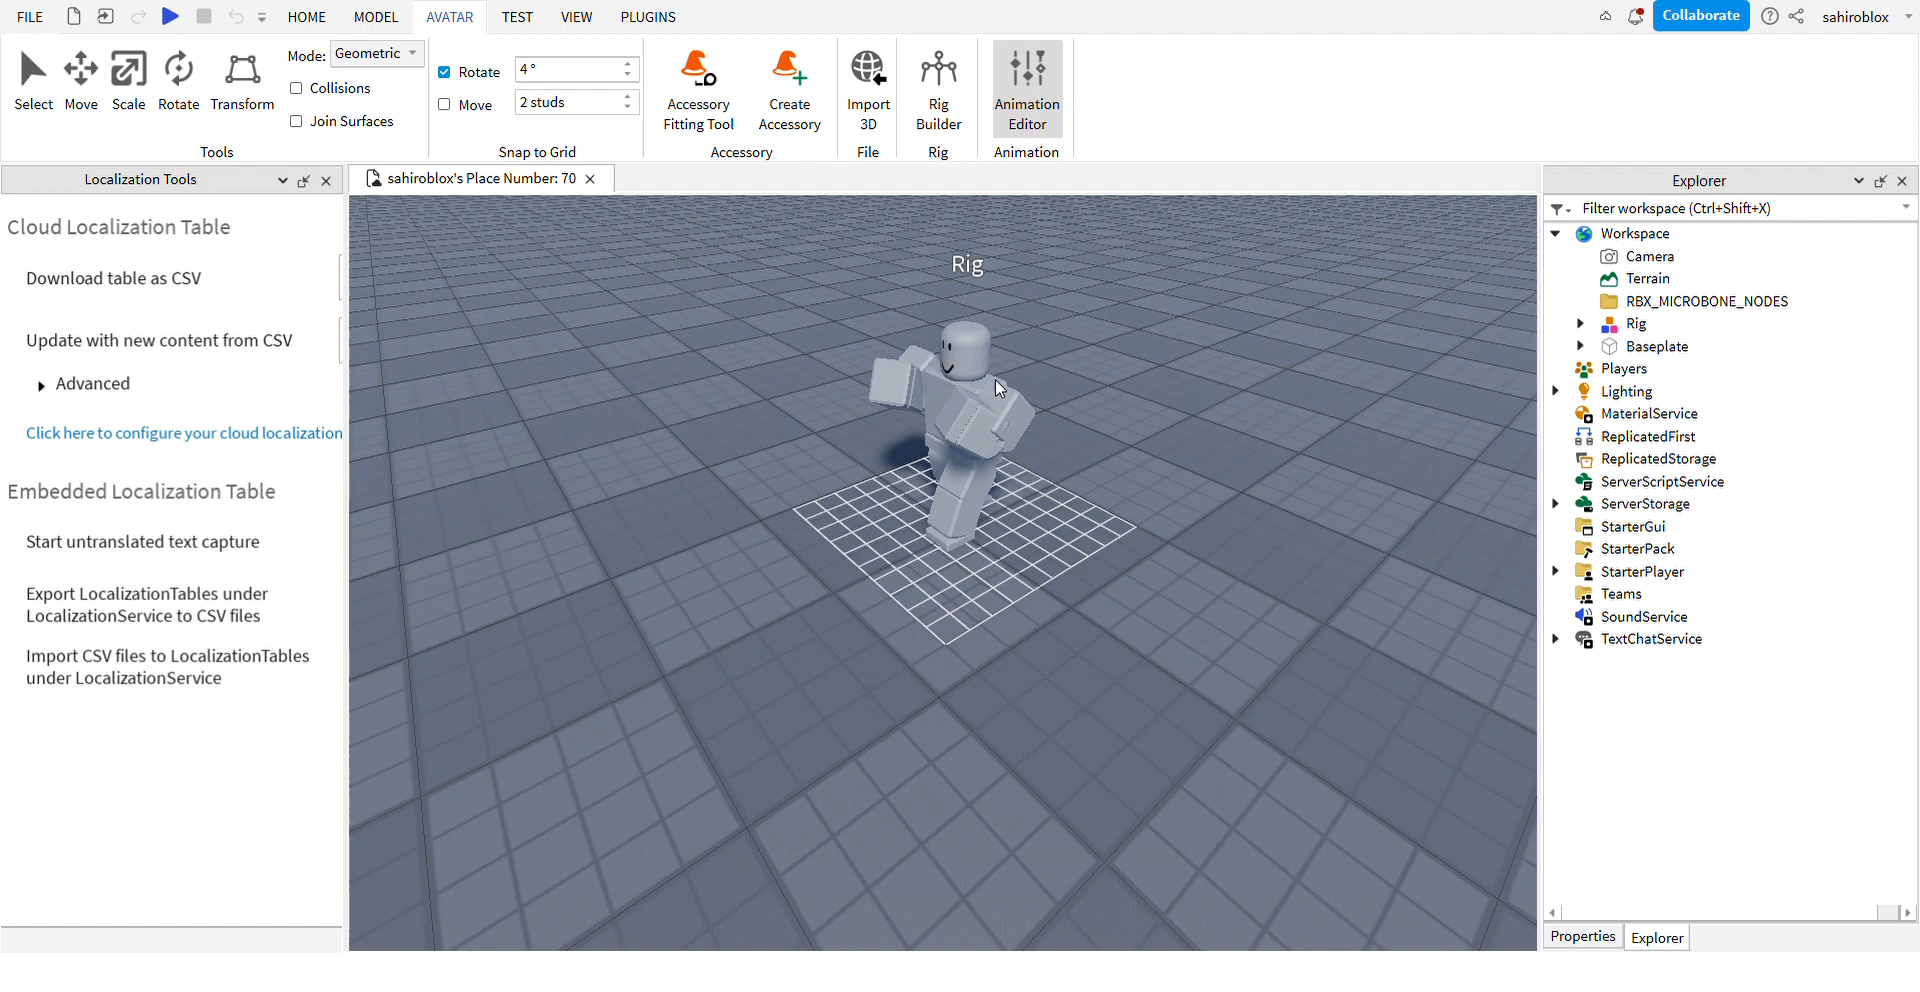 FILE HOME MODEL AVATAR TEST VIEW PLUGINS Collaborate sahiroblox
Select Move Scale Rotate Transform
Mode: Geometric
Collisions
Join Surfaces
Tools
Rotate 4 °
Move 2 studs
Snap to Grid
Accessory
Fitting Tool
Create
Accessory
Accessory
Import
3D
File
Rig
Builder
Rig
Animation
Editor
Animation
Localization Tools
Cloud Localization Table
Download table as CSV
Update with new content from CSV
Advanced
Click here to configure your cloud localization
Embedded Localization Table
Start untranslated text capture
Export LocalizationTables under
LocalizationService to CSV files
Import CSV files to LocalizationTables
under LocalizationService
sahiroblox's Place Number: 70
Rig
Explorer
Filter workspace (Ctrl+Shift+X)
Workspace
Camera
Terrain
RBX_MICROBONE_NODES
Rig
Baseplate
Players
Lighting
MaterialService
ReplicatedFirst
ReplicatedStorage
ServerScriptService
ServerStorage
StarterGui
StarterPack
StarterPlayer
Teams
SoundService
TextChatService
Properties Explorer